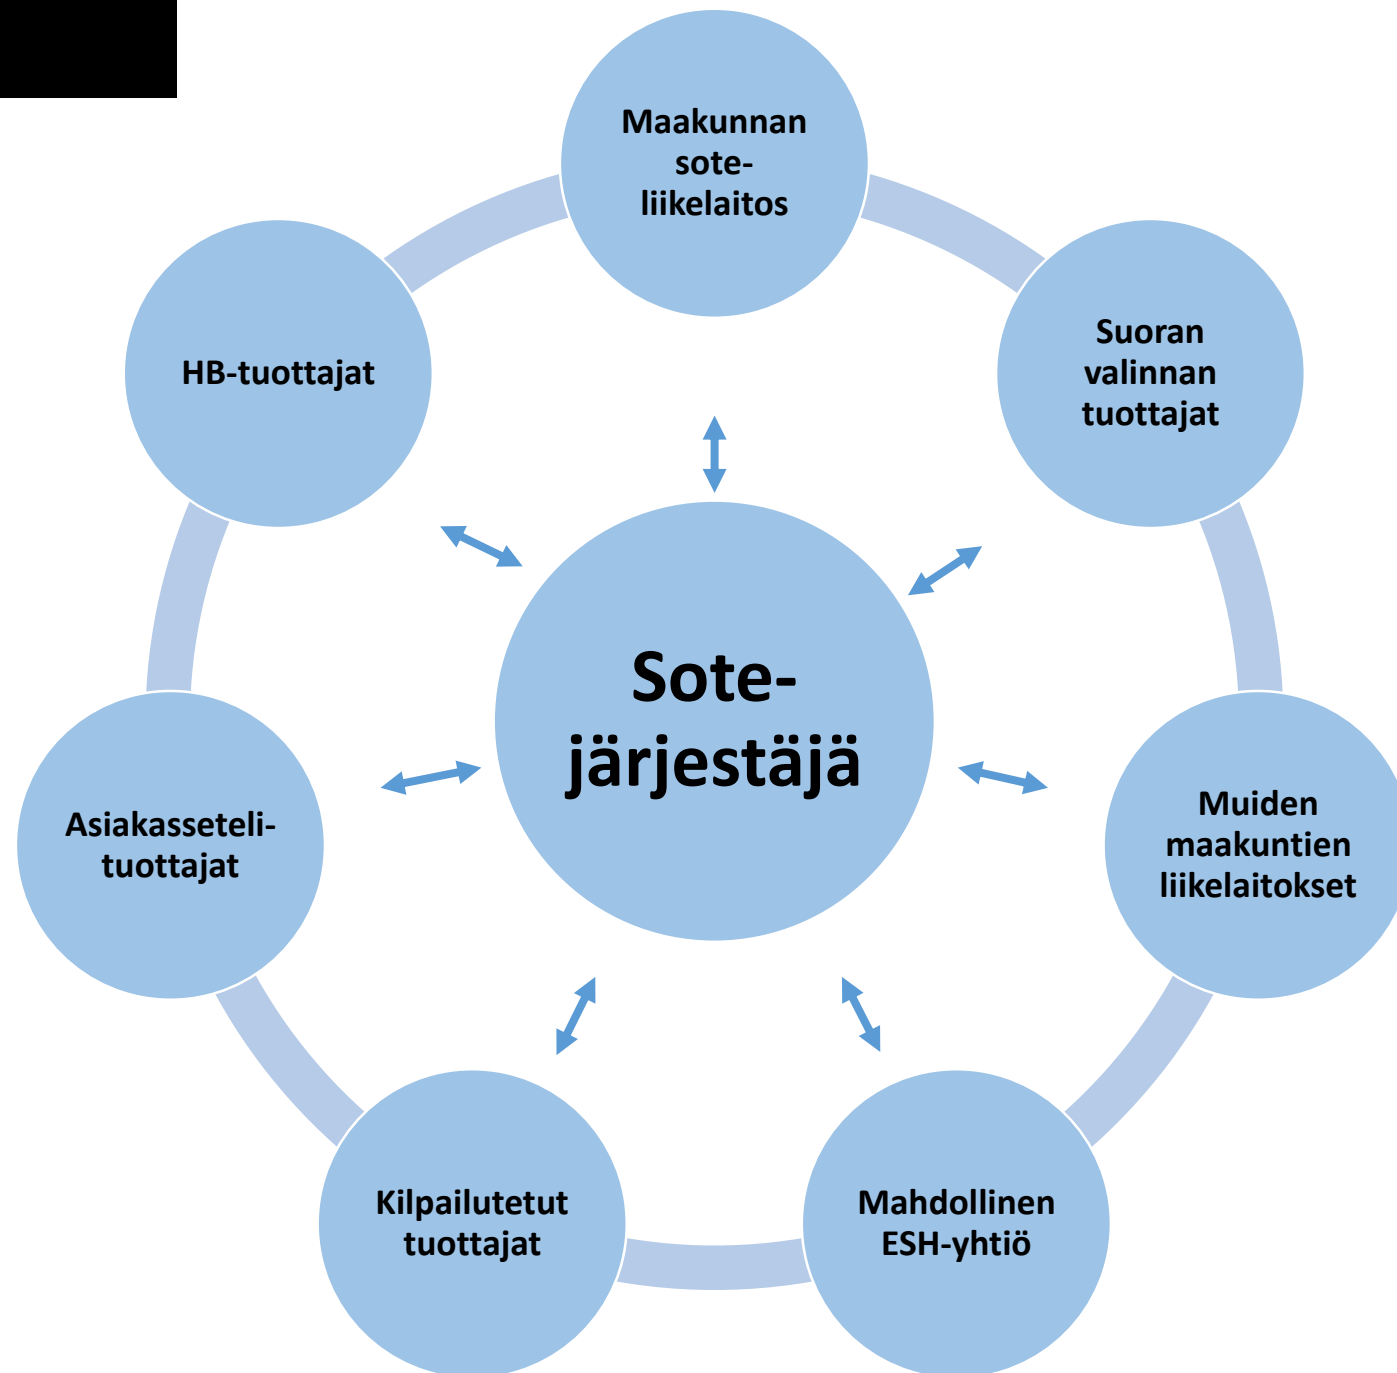 Maakunnan
sote-
liikelaitos
Suoran
valinnan
tuottajat
Muiden
maakuntien
liikelaitokset
Mahdollinen
ESH-yhtiö
Kilpailutetut
tuottajat
Asiakasseteli-
tuottajat
HB-tuottajat
Sote-
järjestäjä